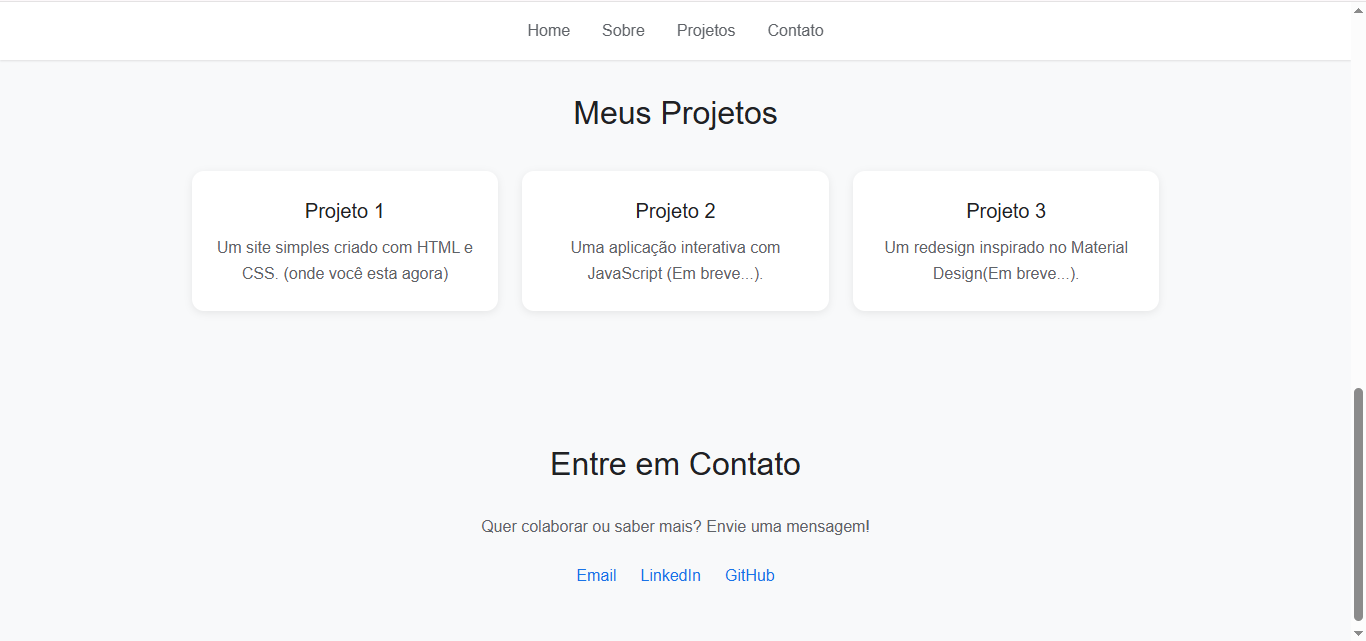 Home Sobre Projetos Contato
Meus Projetos
Projeto 1
Um site simples criado com HTML e
CSS. (onde você esta agora)
Projeto 2
Uma aplicação interativa com
JavaScript (Em breve...).
Projeto 3
Um redesign inspirado no Material
Design(Em breve...).
Entre em Contato
Quer colaborar ou saber mais? Envie uma mensagem!
Email LinkedIn GitHub